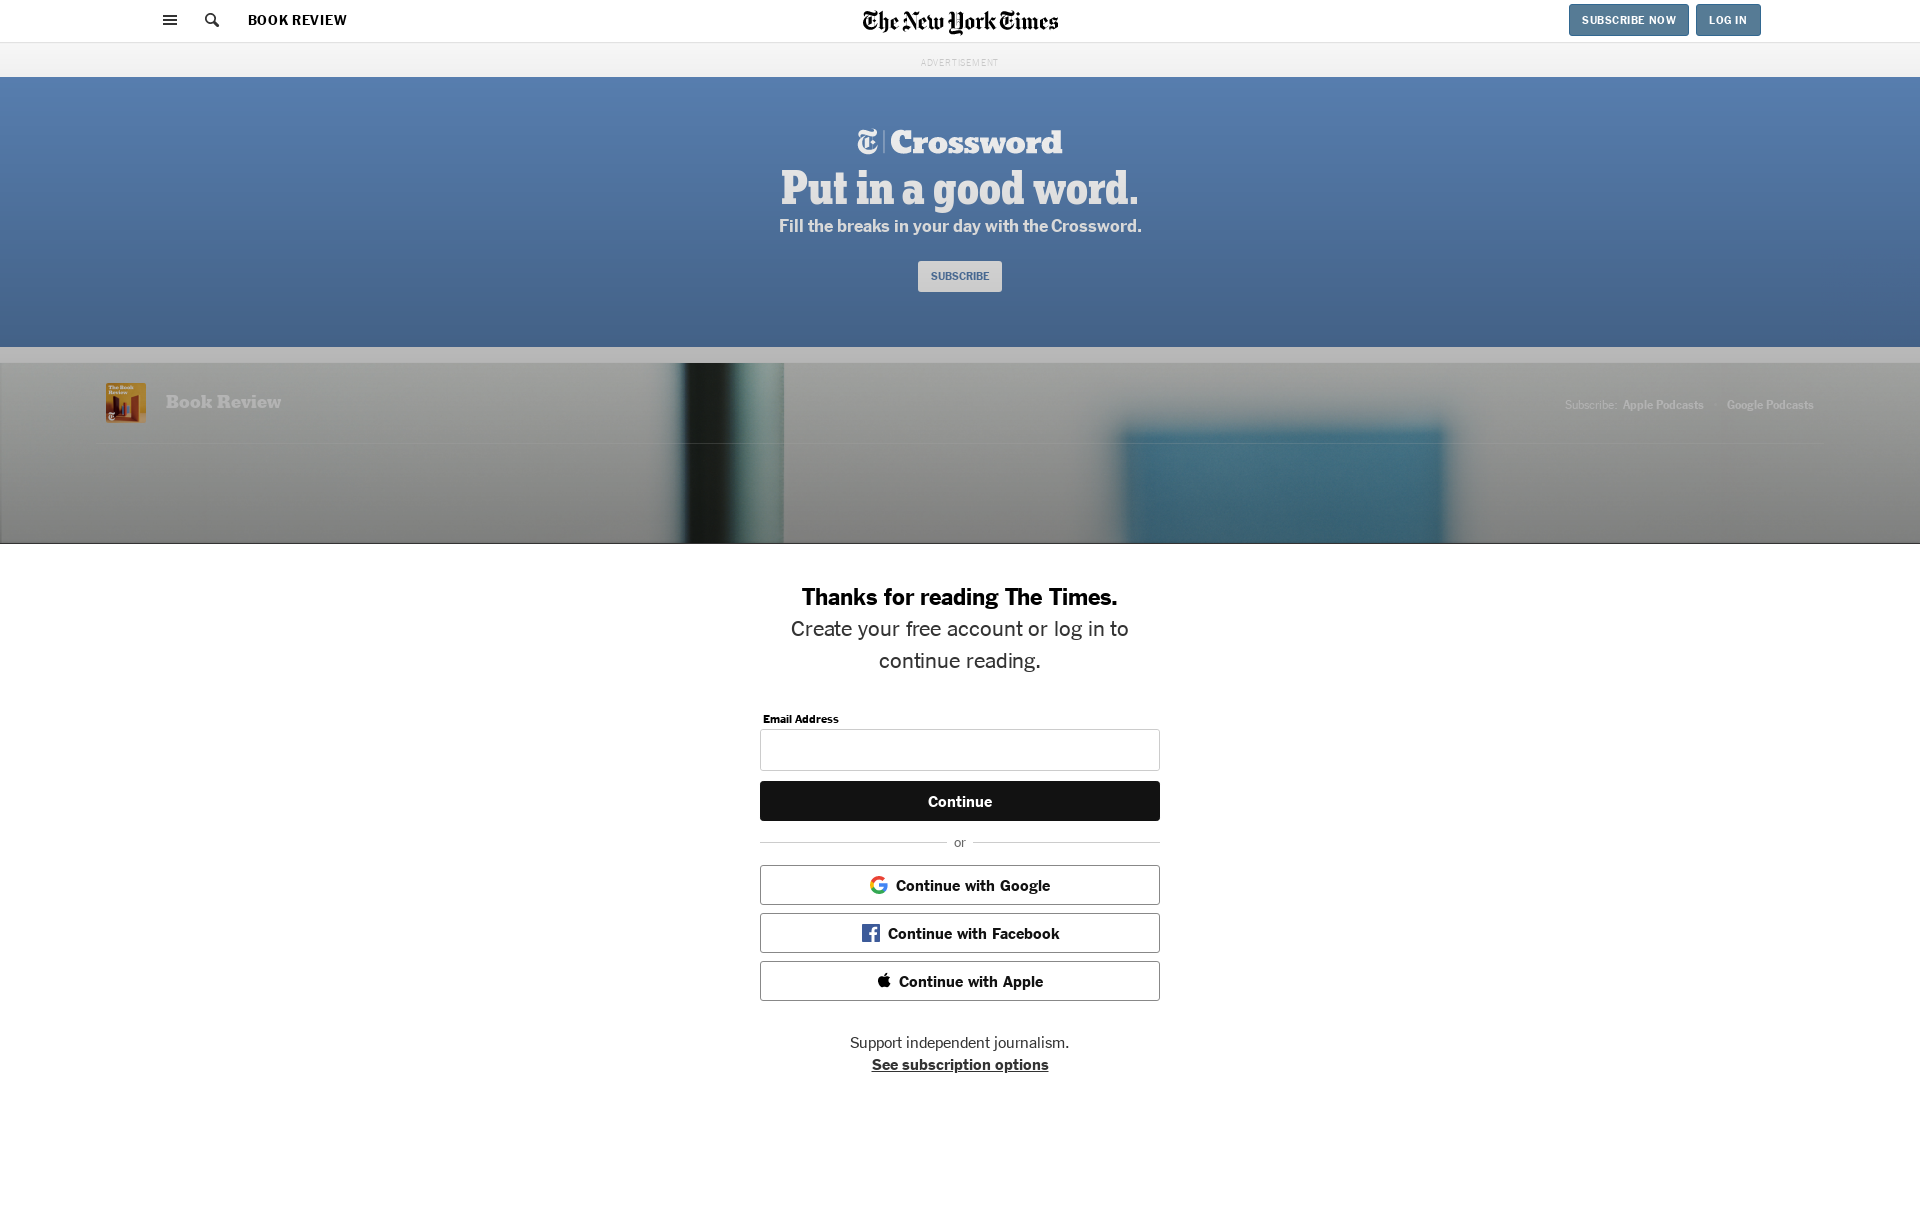 BOOK REVIEW
The New York Times
SUBSCRIBE NOW
LOG IN
ADVERTISEMENT
Crossword
Put in a good word.
Fill the breaks in your day with the Crossword.
SUBSCRIBE
The Book
Review
Book Review
Subscribe:
Apple Podcasts
Google Podcasts
Thanks for reading The Times.
Create your free account or log in to
continue reading.
Email Address
Continue
or
Continue with Google
Continue with Facebook
Continue with Apple
Support independent journalism.
See subscription options